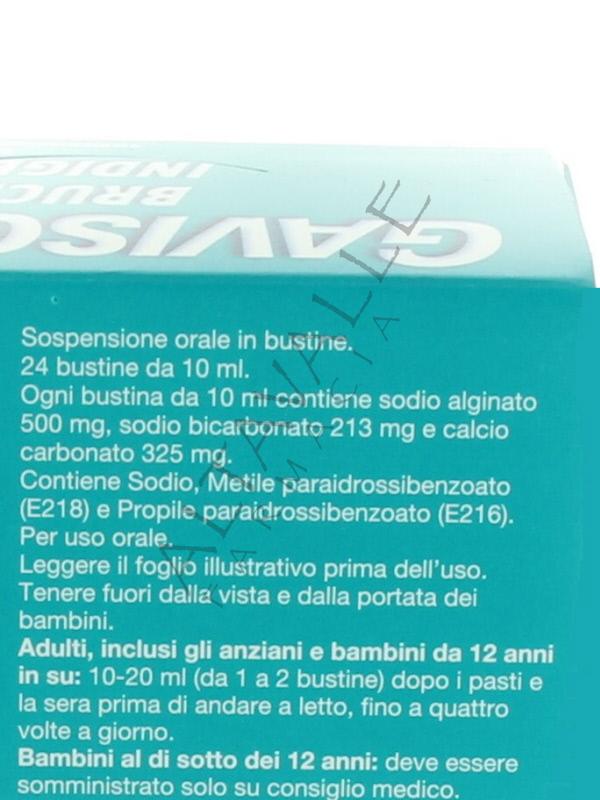 INDIG
BRUC
GAVISC
Sospensione orale in bustine.
24 bustine da 10 ml.
Ogni bustina da 10 ml contiene sodio alginato
500 mg, sodio bicarbonato 213 mg e calcio
carbonato 325 mg.
Contiene Sodio, Metile paraidrossibenzoato
(E218) e Propile paraidrossibenzoato (E216).
Per uso orale.
Leggere il foglio illustrativo prima dell'uso.
Tenere fuori dalla vista e dalla portata dei
bambini.
Adulti, inclusi gli anziani e bambini da 12 anni
in su: 10-20 ml (da 1 a 2 bustine) dopo i pasti e
la sera prima di andare a letto, fino a quattro
volte a giorno.
Bambini al di sotto dei 12 anni: deve essere
somministrato solo su consiglio medico.
ALTAVALLE
FARMACIA